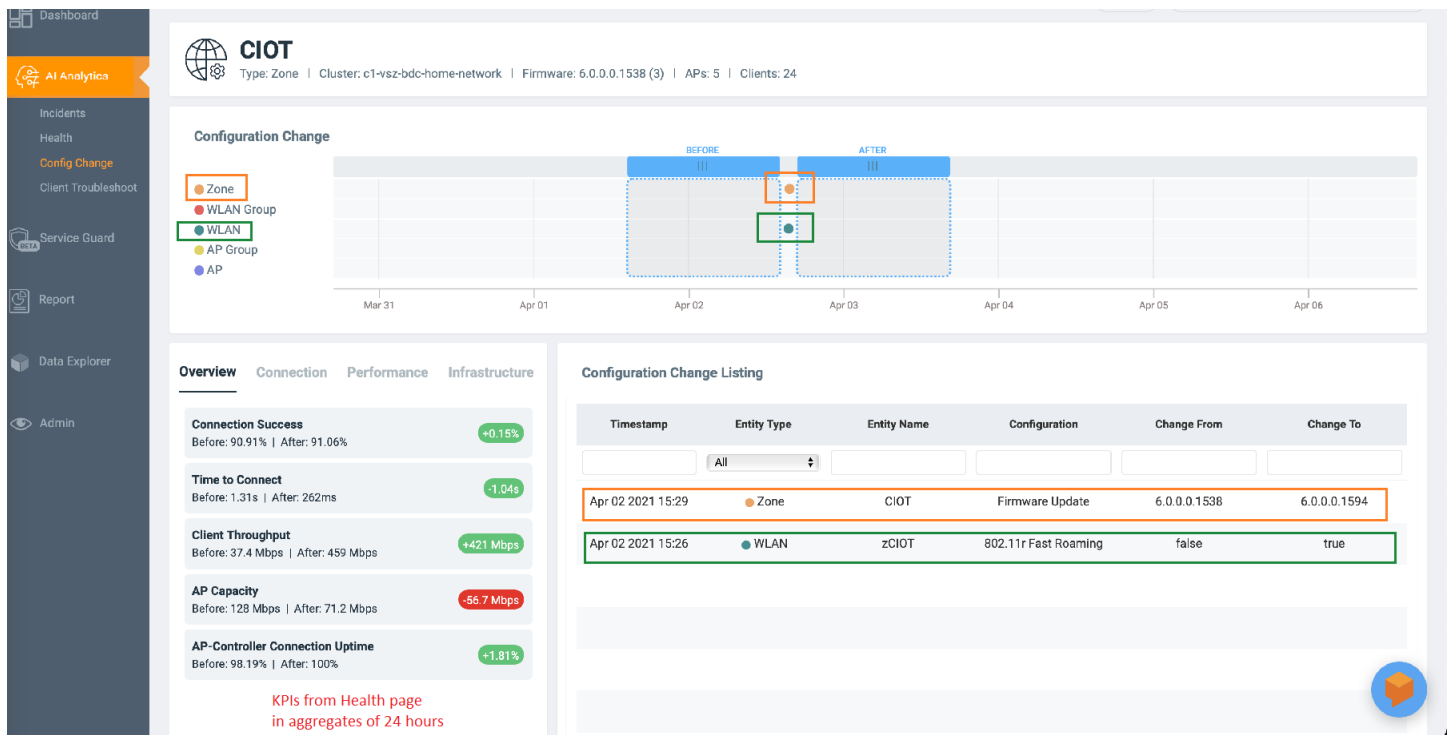 Dashboard
AI Analytica
Incidents
Health
Config Change
Client Troubleshoot
BETA
Service Guard
Report
Data Explorer
Admin
CIOT
Type: Zone | Cluster: c1-vsz-bdc-home-network | Firmware: 6.0.0.0.1538 (3) | APs: 5 | Clients: 24
Configuration Change
BEFORE AFTER
Zone
WLAN Group
WLAN
AP Group
AP
Mar 31 Apr 01 Apr 02 Apr 03 Apr 04 Apr 05 Apr 06
Overview Connection Performance Infrastructure
Connection Success
Before: 90.91% | After: 91.06%
+0.15%
Time to Connect
Before: 1.31s | After: 262ms
-1.04s
Client Throughput
Before: 37.4 Mbps | After: 459 Mbps
+421 Mbps
AP Capacity
Before: 128 Mbps | After: 71.2 Mbps
-56.7 Mbps
AP-Controller Connection Uptime
Before: 98.19% | After: 100%
+1.81%
KPIs from Health page
in aggregates of 24 hours
Configuration Change Listing
Timestamp Entity Type Entity Name Configuration Change From Change To
All
Apr 02 2021 15:29 Zone CIOT Firmware Update 6.0.0.0.1538 6.0.0.0.1594
Apr 02 2021 15:26 WLAN zCIOT 802.11r Fast Roaming false true